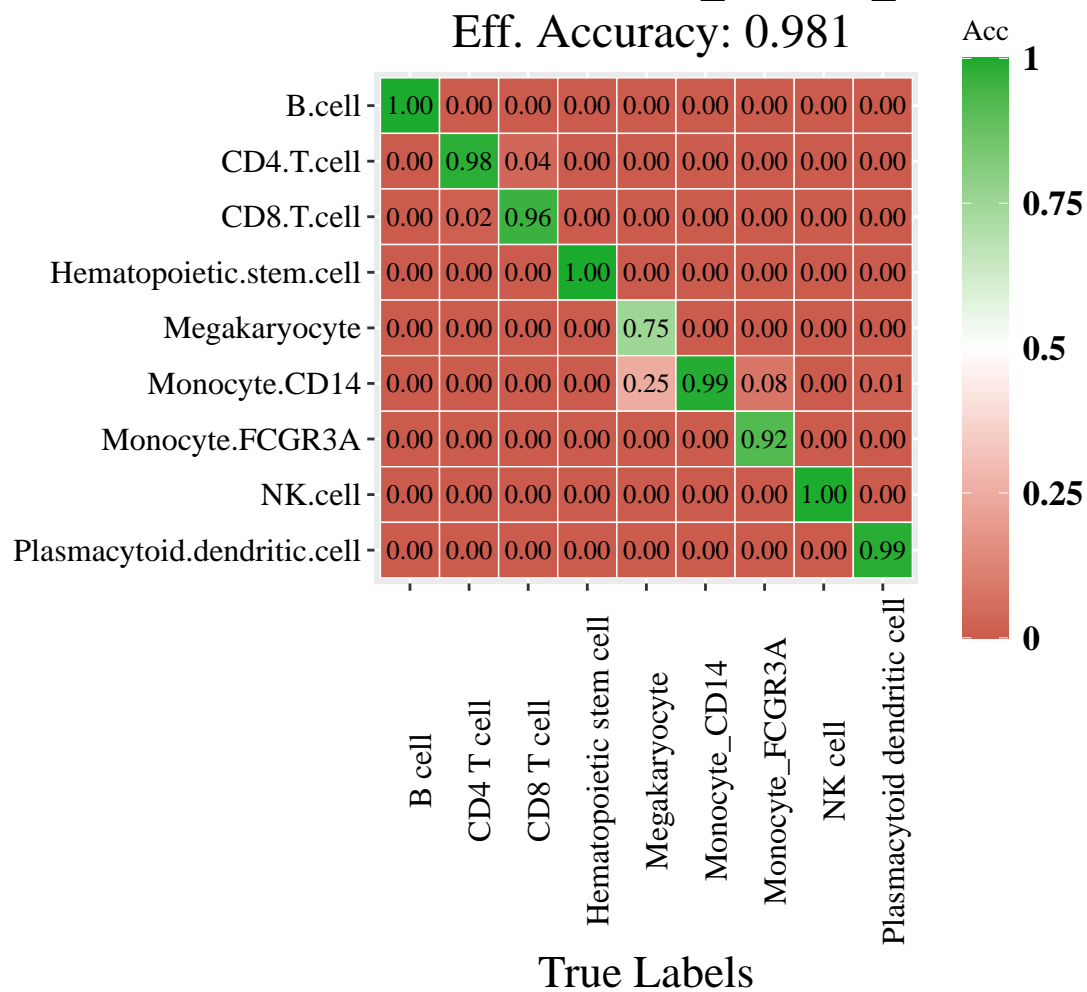 Eff. Accuracy: 0.981
Acc
B.cell 1.00 0.00 0.00 0.00 0.00 0.00 0.00 0.00 0.00
CD4.T.cell 0.00 0.98 0.04 0.00 0.00 0.00 0.00 0.00 0.00
CD8.T.cell 0.00 0.02 0.96 0.00 0.00 0.00 0.00 0.00 0.00
Hematopoietic.stem.cell 0.00 0.00 0.00 1.00 0.00 0.00 0.00 0.00 0.00
Megakaryocyte 0.00 0.00 0.00 0.00 0.75 0.00 0.00 0.00 0.00
Monocyte.CD14 0.00 0.00 0.00 0.00 0.25 0.99 0.08 0.00 0.01
Monocyte.FCGR3A 0.00 0.00 0.00 0.00 0.00 0.00 0.92 0.00 0.00
NK.cell 0.00 0.00 0.00 0.00 0.00 0.00 0.00 1.00 0.00
Plasmacytoid.dendritic.cell 0.00 0.00 0.00 0.00 0.00 0.00 0.00 0.00 0.99
1
0.75
0.5
0.25
0
B cell
CD4 T cell
CD8 T cell
Hematopoietic stem cell
Megakaryocyte
Monocyte_CD14
Monocyte_FCGR3A
NK cell
Plasmacytoid dendritic cell
True Labels